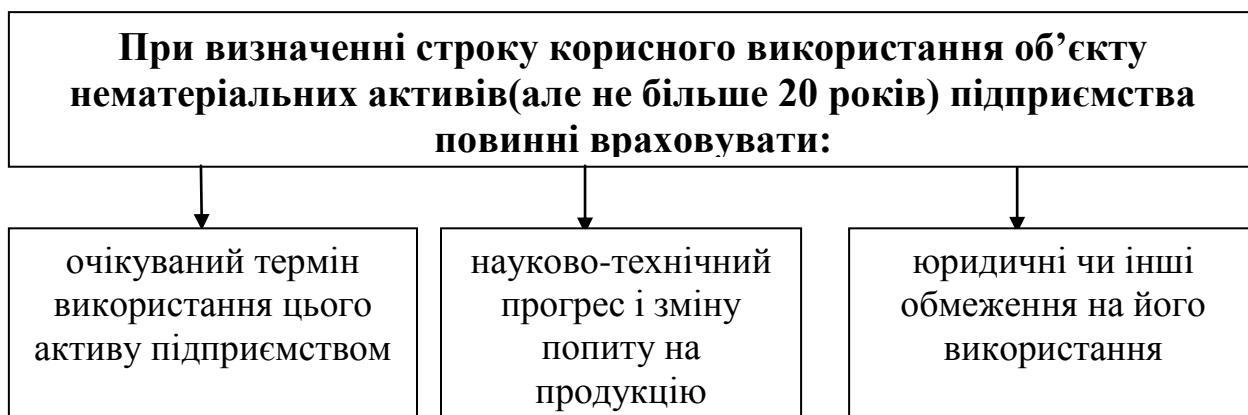 При визначенні строку корисного використання об’єкту
нематеріальних активів(але не більше 20 років) підприємства
повинні враховувати:
очікуваний термін
використання цього
активу підприємством
науково-технічний
прогрес і зміну
попиту на
продукцію
юридичні чи інші
обмеження на його
використання